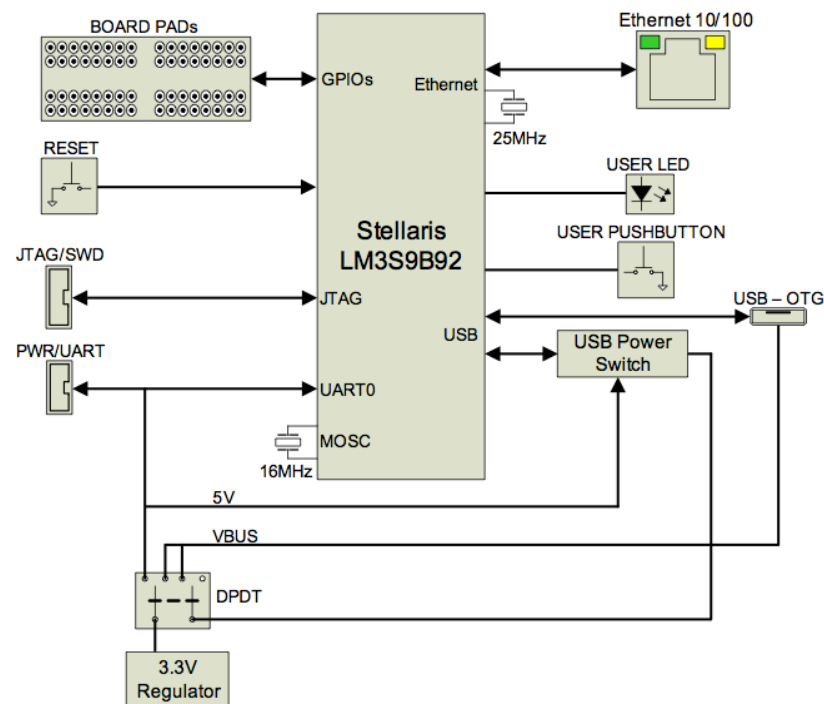 BOARD PADs
Ethernet 10/100
GPIOs
Ethernet
25MHz
RESET
USER LED
Stellaris
LM3S9B92
USER PUSHBUTTON
JTAG/SWD
JTAG
USB – OTG
USB
USB Power
Switch
PWR/UART
UART0
MOSC
16MHz
5V
VBUS
DPDT
3.3V
Regulator